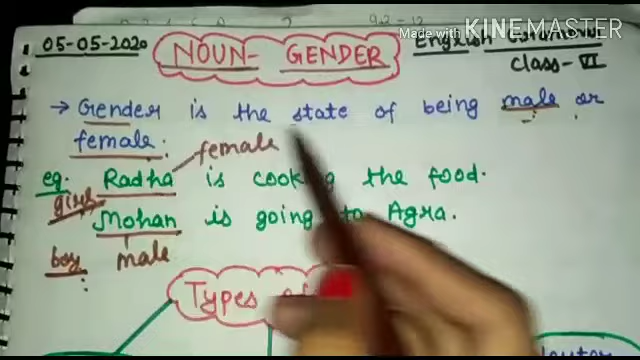 Made with KINEMASTER
05-05-2020
NOUN- GENDER
English
Class-VI
→ Gender is the state of being male or
female.
female
eg. Radha is cooking the food.
girl
Mohan is going to Agra.
boy male
Types of